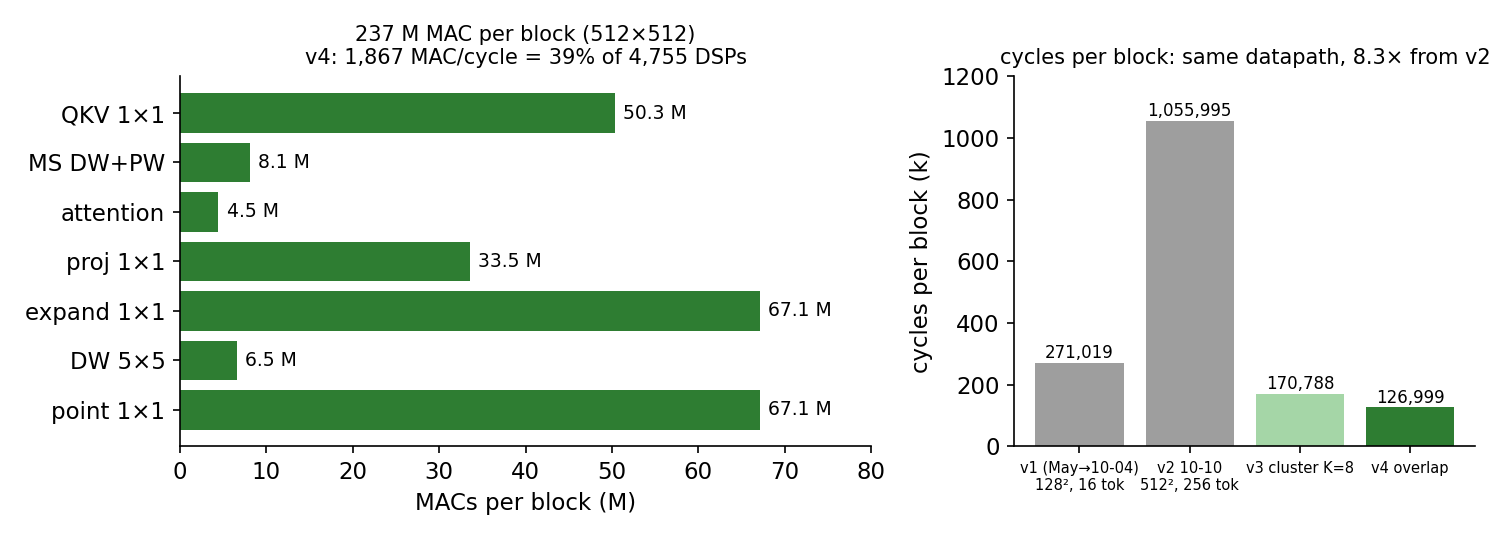 237 M MAC per block (512×512)
v4: 1,867 MAC/cycle = 39% of 4,755 DSPs
QKV 1×1
50.3 M
MS DW+PW
8.1 M
attention
4.5 M
proj 1×1
33.5 M
expand 1×1
67.1 M
DW 5×5
6.5 M
point 1×1
67.1 M
0 10 20 30 40 50 60 70 80
MACs per block (M)
cycles per block: same datapath, 8.3× from v2
cycles per block (k)
1200
1000
800
600
400
200
0
271,019
1,055,995
170,788
126,999
v1 (May→10-04) v2 10-10 v3 cluster K=8 v4 overlap
128², 16 tok 512², 256 tok